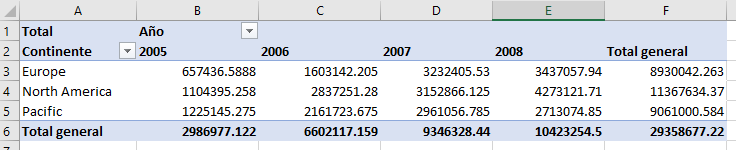 A B C D E F
1 Total Año
2 Continente 2005 2006 2007 2008 Total general
3 Europe 657436.5888 1603142.205 3232405.53 3437057.94 8930042.263
4 North America 1104395.258 2837251.28 3152866.125 4273121.71 11367634.37
5 Pacific 1225145.275 2161723.675 2961056.785 2713074.85 9061000.584
6 Total general 2986977.122 6602117.159 9346328.44 10423254.5 29358677.22